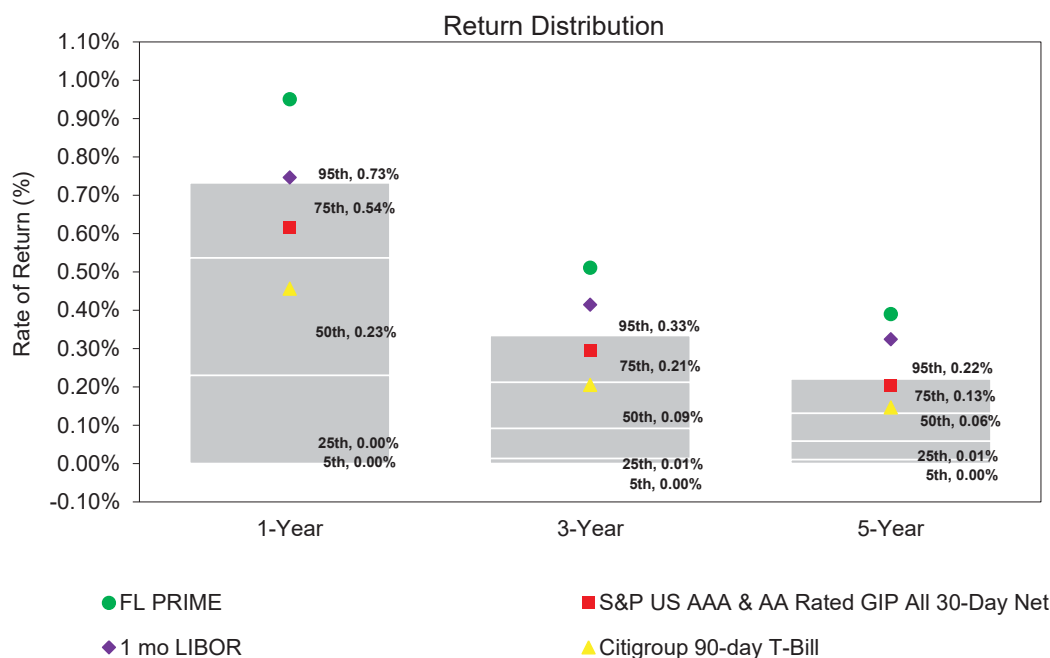 Return Distribution
Rate of Return (%)
1.10%
1.00%
0.90%
0.80%
0.70%
0.60%
0.50%
0.40%
0.30%
0.20%
0.10%
0.00%
-0.10%
95th, 0.73%
75th, 0.54%
50th, 0.23%
25th, 0.00%
5th, 0.00%
95th, 0.33%
75th, 0.21%
50th, 0.09%
25th, 0.01%
5th, 0.00%
95th, 0.22%
75th, 0.13%
50th, 0.06%
25th, 0.01%
5th, 0.00%
1-Year
3-Year
5-Year
FL PRIME
S&P US AAA & AA Rated GIP All 30-Day Net
1 mo LIBOR
Citigroup 90-day T-Bill